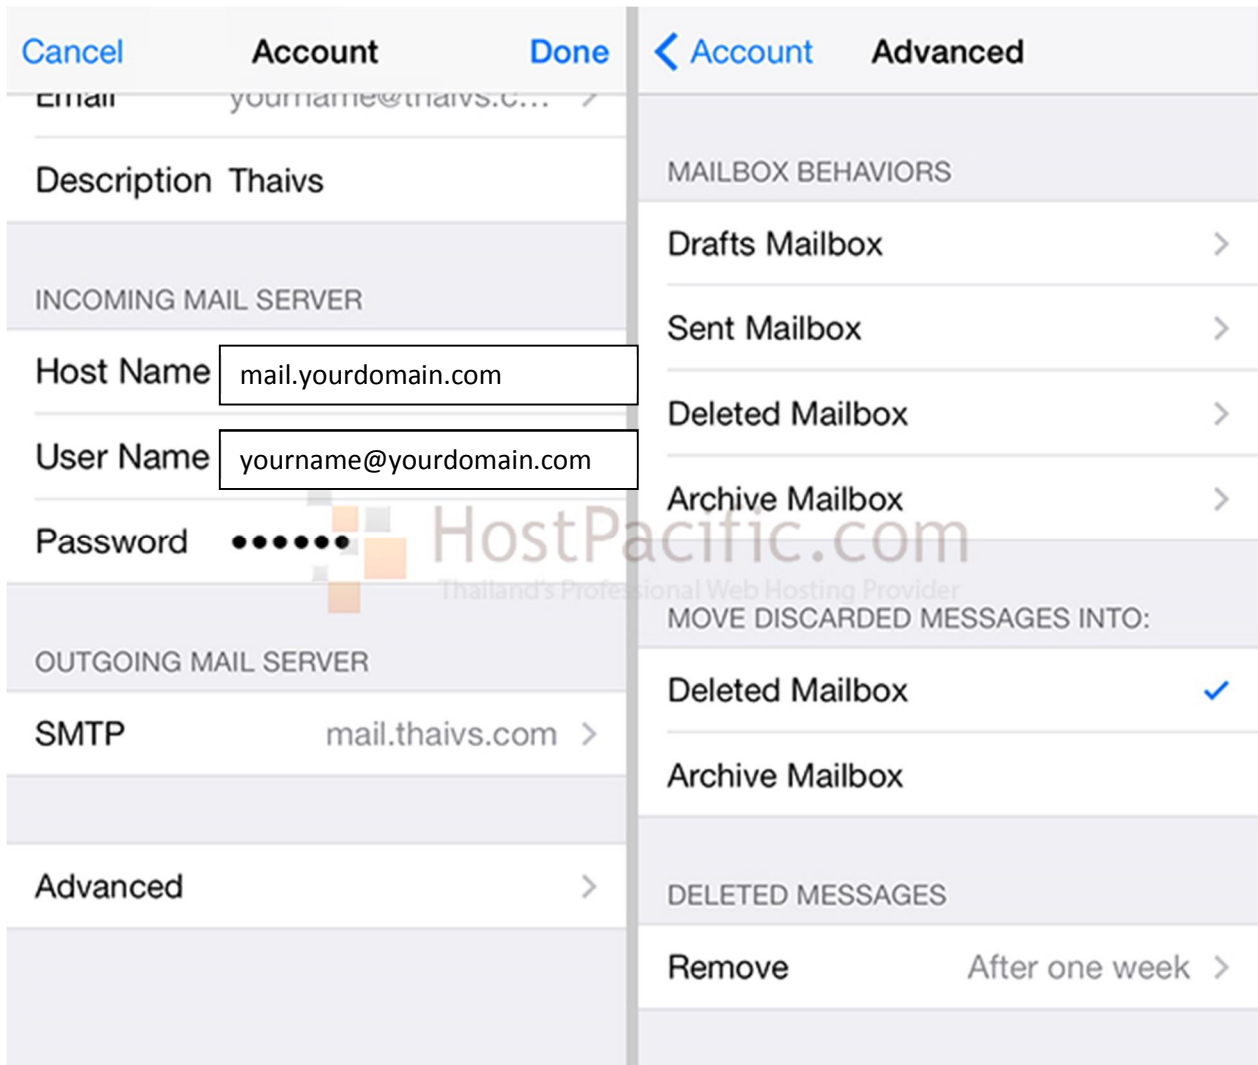 Cancel Account Done
Email yourname@thaivs.c...
Description Thaivs
INCOMING MAIL SERVER
Host Name mail.yourdomain.com
User Name yourname@yourdomain.com
Password ••••••
OUTGOING MAIL SERVER
SMTP mail.thaivs.com
Advanced
Account Advanced
MAILBOX BEHAVIORS
Drafts Mailbox
Sent Mailbox
Deleted Mailbox
Archive Mailbox
MOVE DISCARDED MESSAGES INTO:
Deleted Mailbox
Archive Mailbox
DELETED MESSAGES
Remove After one week
HostPacific.com
Thailand's Professional Web Hosting Provider